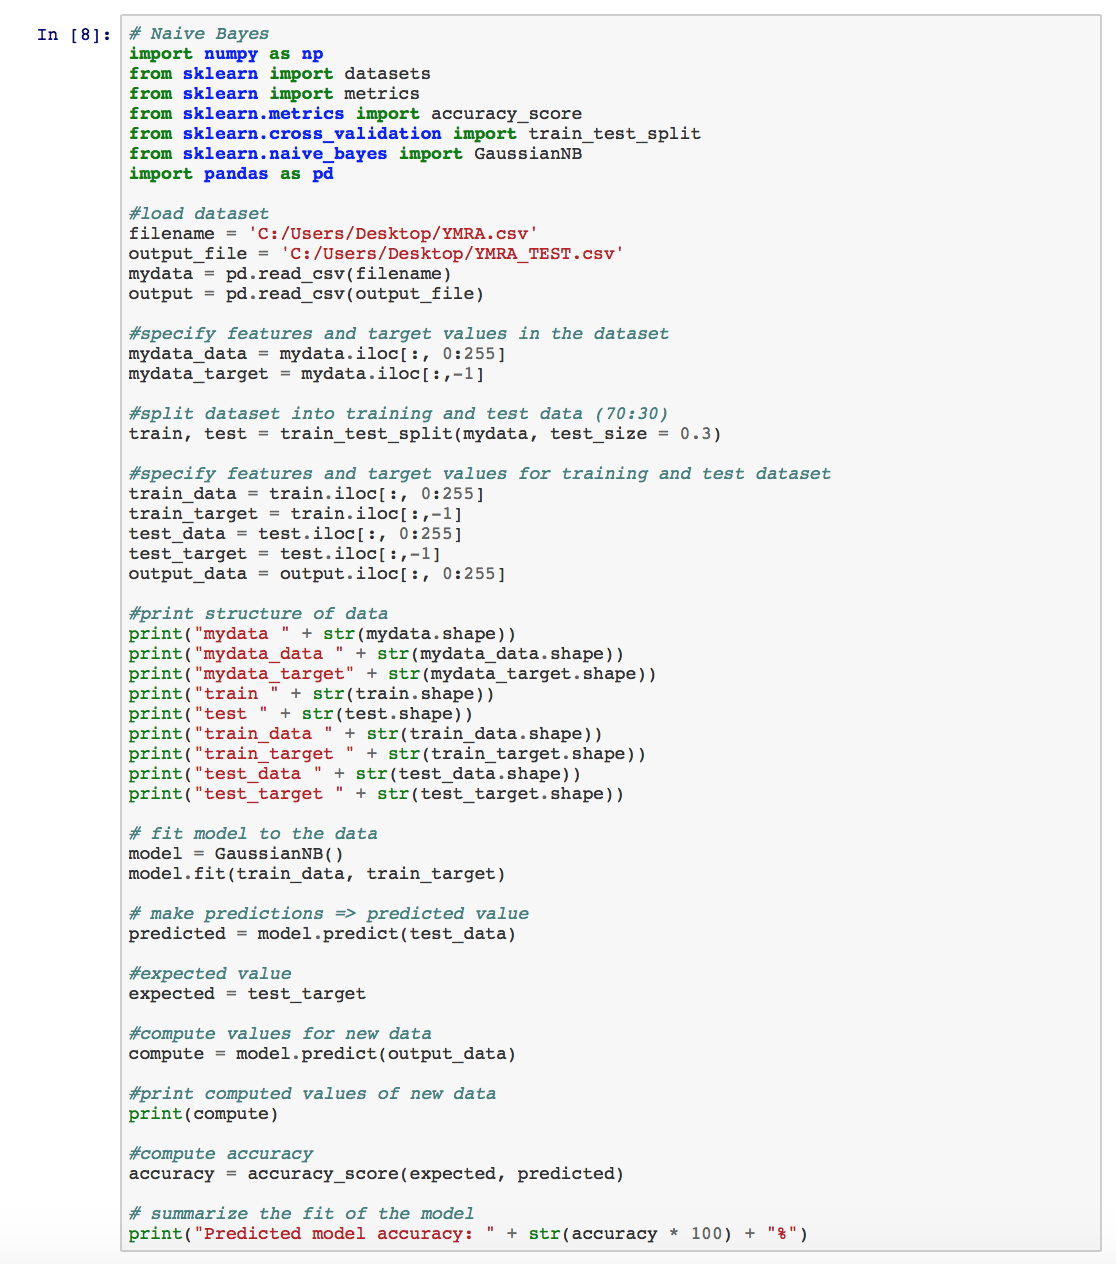 In [8]:
# Naive Bayes
import numpy as np
from sklearn import datasets
from sklearn import metrics
from sklearn.metrics import accuracy_score
from sklearn.cross_validation import train_test_split
from sklearn.naive_bayes import GaussianNB
import pandas as pd
#load dataset
filename = 'C:/Users/Desktop/YMRA.csv'
output_file = 'C:/Users/Desktop/YMRA_TEST.csv'
mydata = pd.read_csv(filename)
output = pd.read_csv(output_file)
#specify features and target values in the dataset
mydata_data = mydata.iloc[:, 0:255]
mydata_target = mydata.iloc[:,-1]
#split dataset into training and test data (70:30)
train, test = train_test_split(mydata, test_size = 0.3)
#specify features and target values for training and test dataset
train_data = train.iloc[:, 0:255]
train_target = train.iloc[:,-1]
test_data = test.iloc[:, 0:255]
test_target = test.iloc[:,-1]
output_data = output.iloc[:, 0:255]
#print structure of data
print("mydata " + str(mydata.shape))
print("mydata_data " + str(mydata_data.shape))
print("mydata_target" + str(mydata_target.shape))
print("train " + str(train.shape))
print("test " + str(test.shape))
print("train_data " + str(train_data.shape))
print("train_target " + str(train_target.shape))
print("test_data " + str(test_data.shape))
print("test_target " + str(test_target.shape))
# fit model to the data
model = GaussianNB()
model.fit(train_data, train_target)
# make predictions => predicted value
predicted = model.predict(test_data)
#expected value
expected = test_target
#compute values for new data
compute = model.predict(output_data)
#print computed values of new data
print(compute)
#compute accuracy
accuracy = accuracy_score(expected, predicted)
# summarize the fit of the model
print("Predicted model accuracy: " + str(accuracy * 100) + "%")